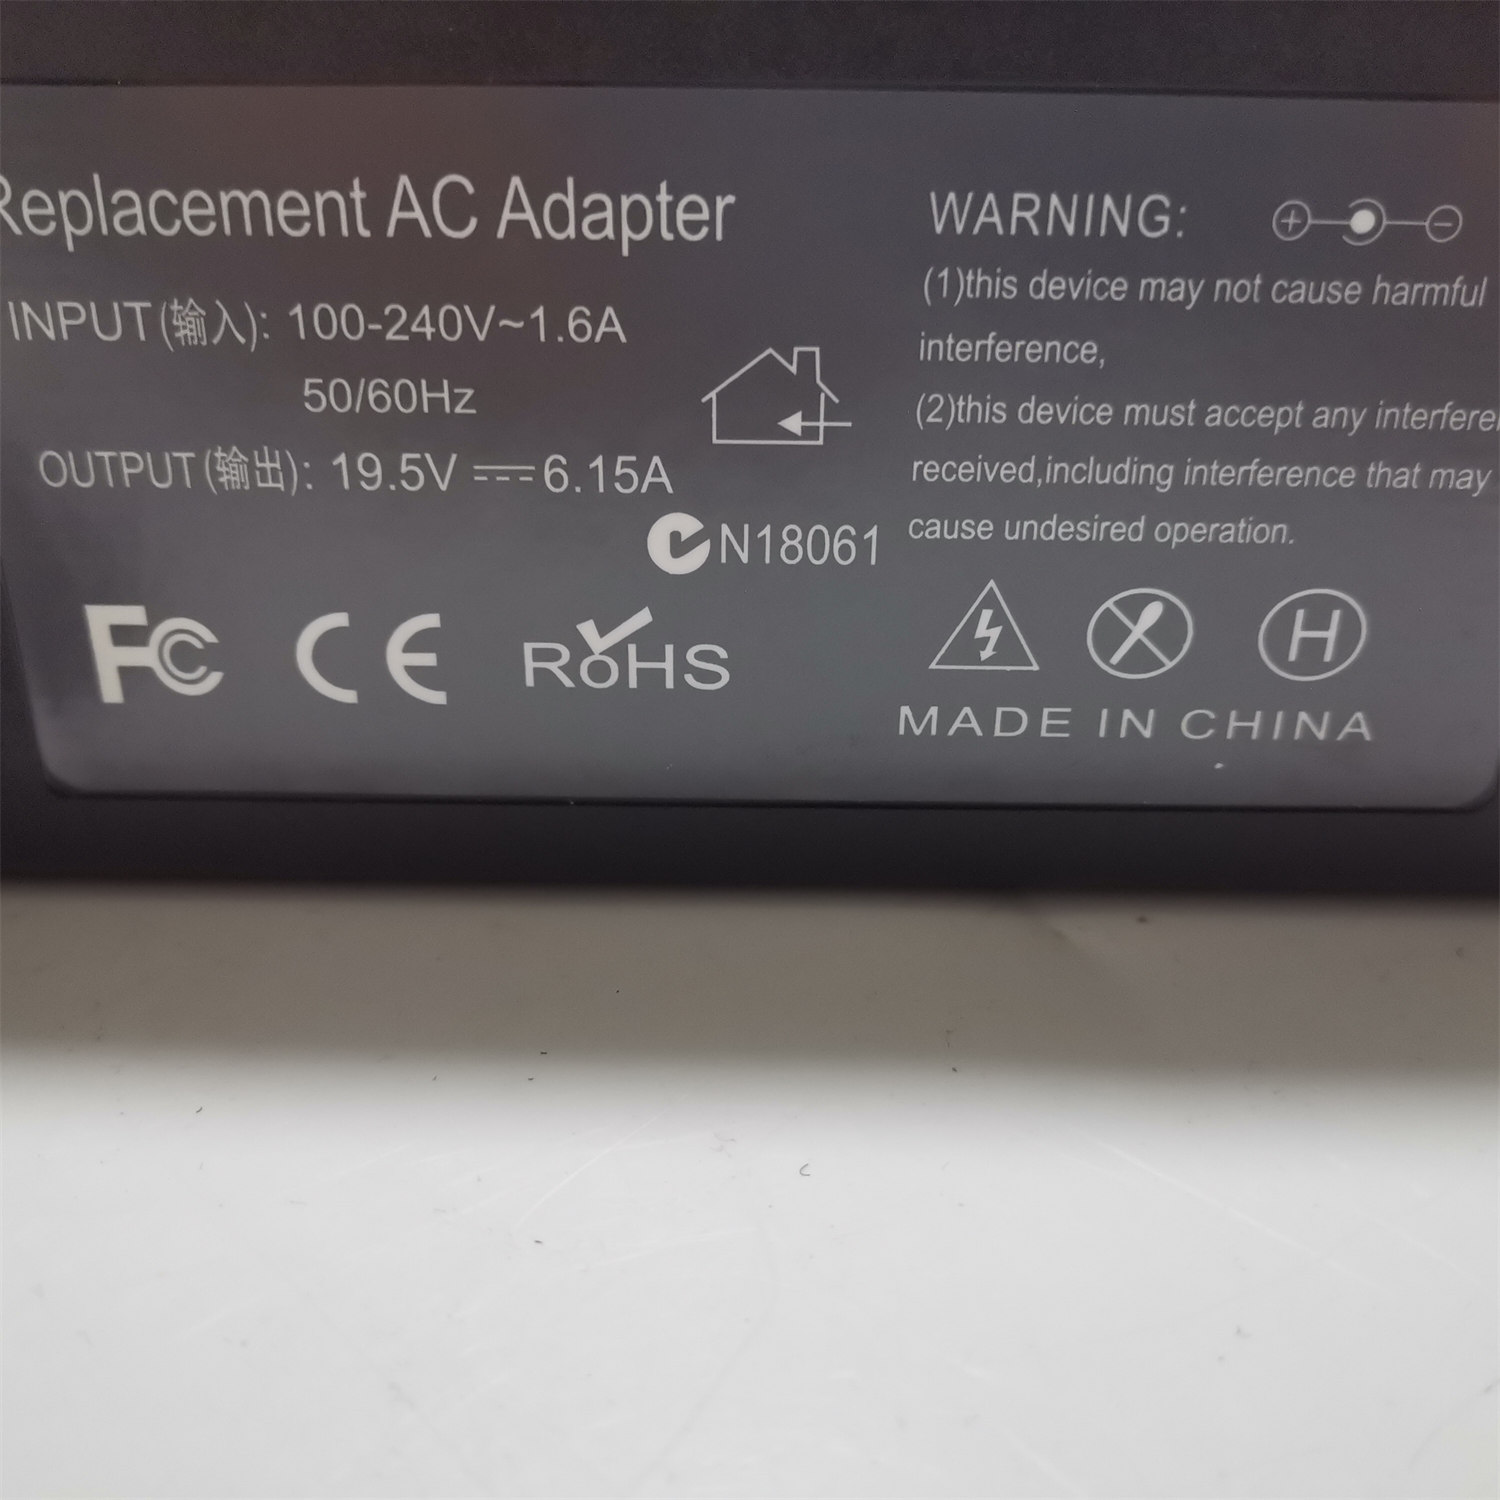 Replacement AC Adapter
INPUT(输入): 100-240V~1.6A
50/60Hz
OUTPUT(输出): 19.5V⎓6.15A
N18061
FC CE RoHS
WARNING:
(1)this device may not cause harmful
interference,
(2)this device must accept any interferer
received,including interference that may
cause undesired operation.
H
MADE IN CHINA